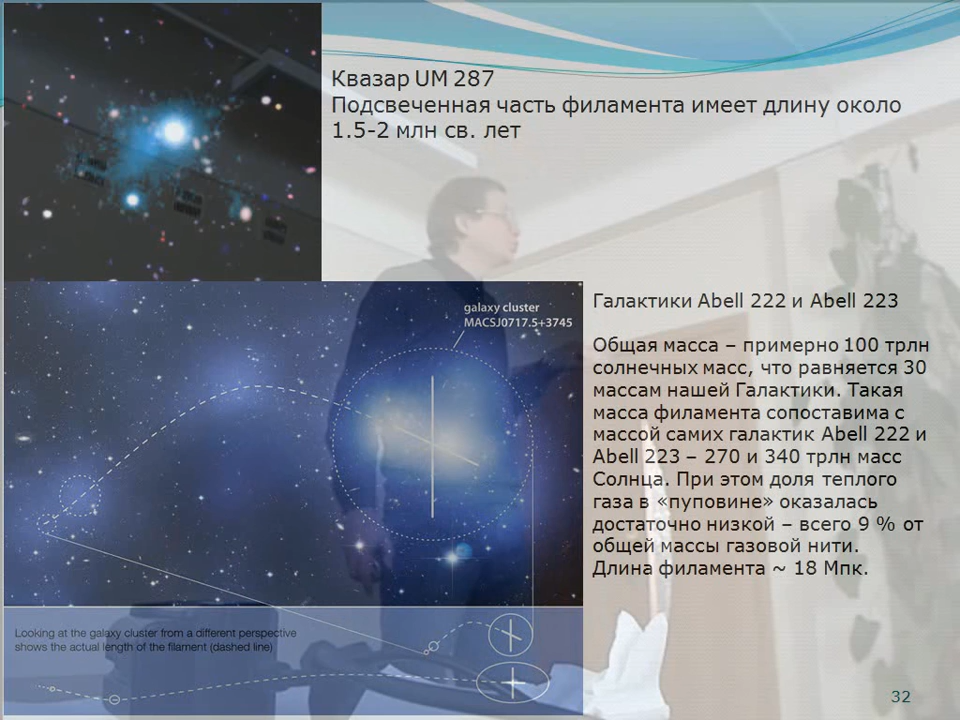 Квазар UM 287
Подсвеченная часть филамента имеет длину около
1.5-2 млн св. лет
galaxy cluster
MACSJ0717.5+3745
Галактики Abell 222 и Abell 223
Общая масса – примерно 100 трлн
солнечных масс, что равняется 30
массам нашей Галактики. Такая
масса филамента сопоставима с
массой самих галактик Abell 222 и
Abell 223 – 270 и 340 трлн масс
Солнца. При этом доля теплого
газа в «пуповине» оказалась
достаточно низкой – всего 9 % от
общей массы газовой нити.
Длина филамента ~ 18 Мпк.
Looking at the galaxy cluster from a different perspective
shows the actual length of the filament (dashed line)
32